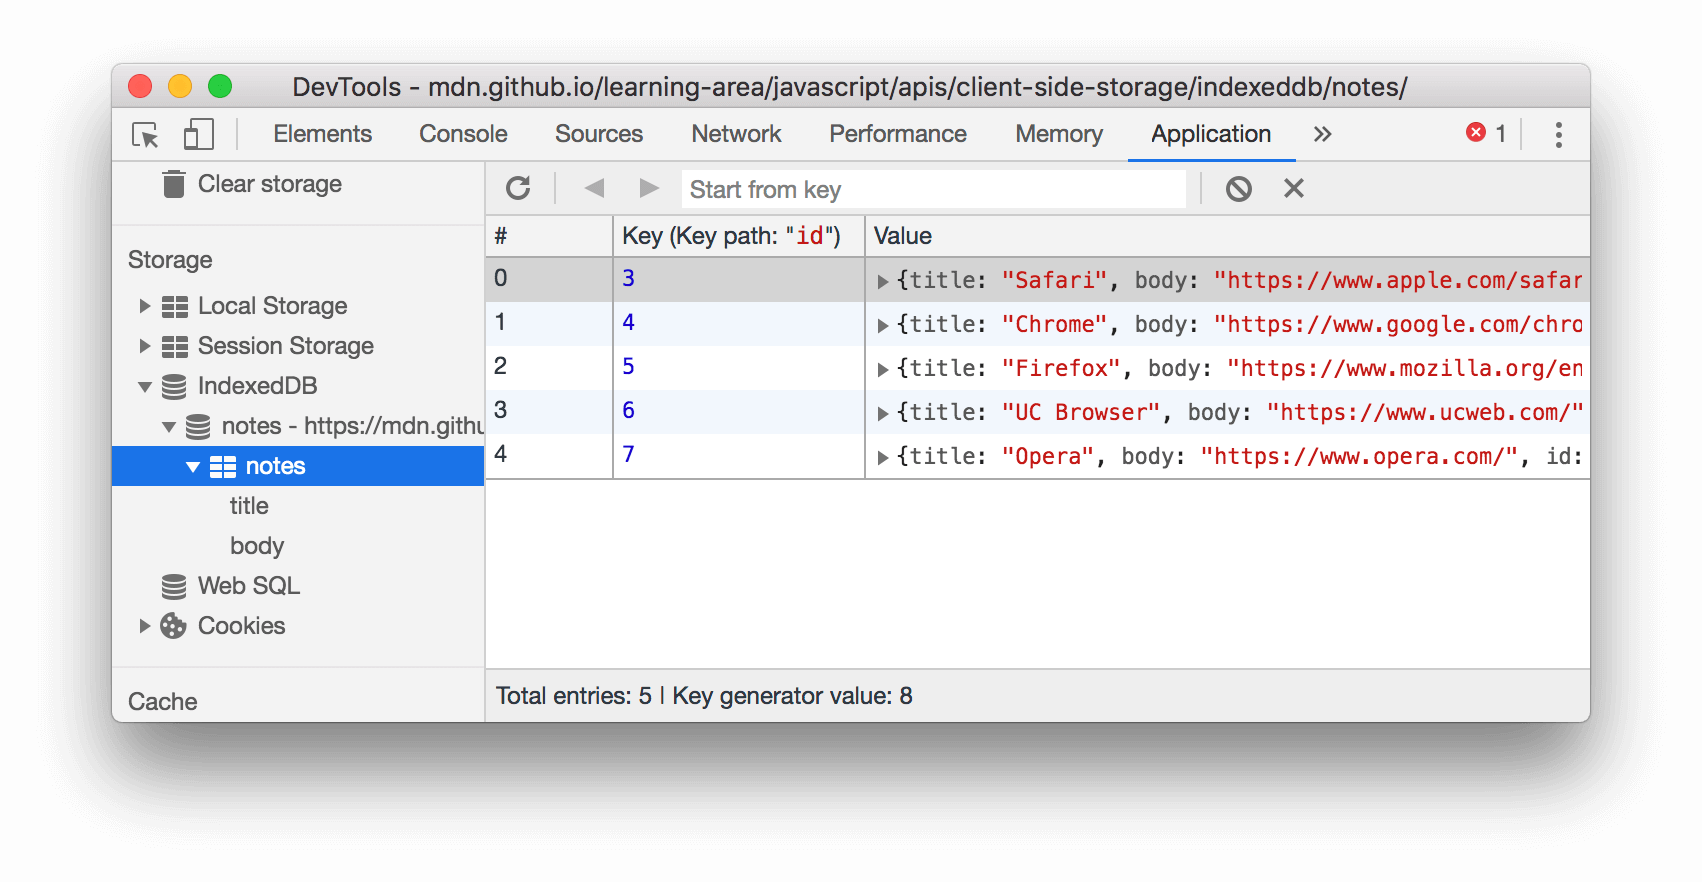 DevTools - mdn.github.io/learning-area/javascript/apis/client-side-storage/indexeddb/notes/
Elements Console Sources Network Performance Memory Application » 1
Clear storage
Start from key
Storage
Local Storage
Session Storage
IndexedDB
notes - https://mdn.githu
notes
title
body
Web SQL
Cookies
Cache
# Key (Key path: "id") Value
0 3 {title: "Safari", body: "https://www.apple.com/safar
1 4 {title: "Chrome", body: "https://www.google.com/chro
2 5 {title: "Firefox", body: "https://www.mozilla.org/en
3 6 {title: "UC Browser", body: "https://www.ucweb.com/"
4 7 {title: "Opera", body: "https://www.opera.com/", id:
Total entries: 5 | Key generator value: 8